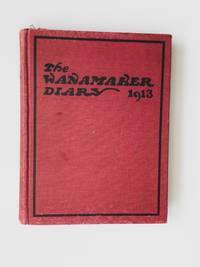 The
WANAMAKER
DIARY 1913